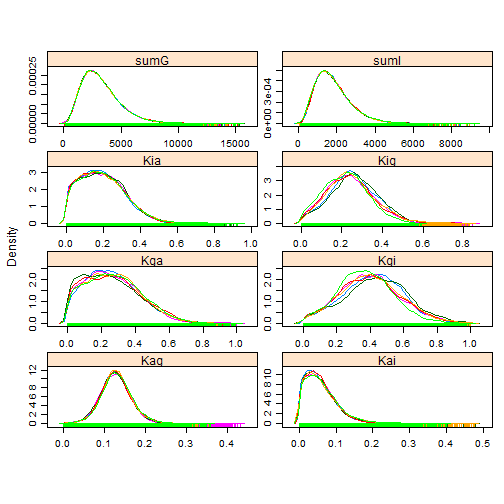 sumG
sumI
0.00000 0.00025
0e+00 3e-04
0 5000 10000 15000
0 2000 4000 6000 8000
Kia
Kig
0 1 2 3
0 1 2 3
0.0 0.2 0.4 0.6 0.8 1.0
0.0 0.2 0.4 0.6 0.8
Density
Kga
Kgi
0.0 1.0 2.0
0.0 1.0 2.0
0.0 0.2 0.4 0.6 0.8 1.0
0.0 0.2 0.4 0.6 0.8 1.0
Kag
Kai
0 2 4 6 8 12
0 2 4 6 10
0.0 0.1 0.2 0.3 0.4
0.0 0.1 0.2 0.3 0.4 0.5